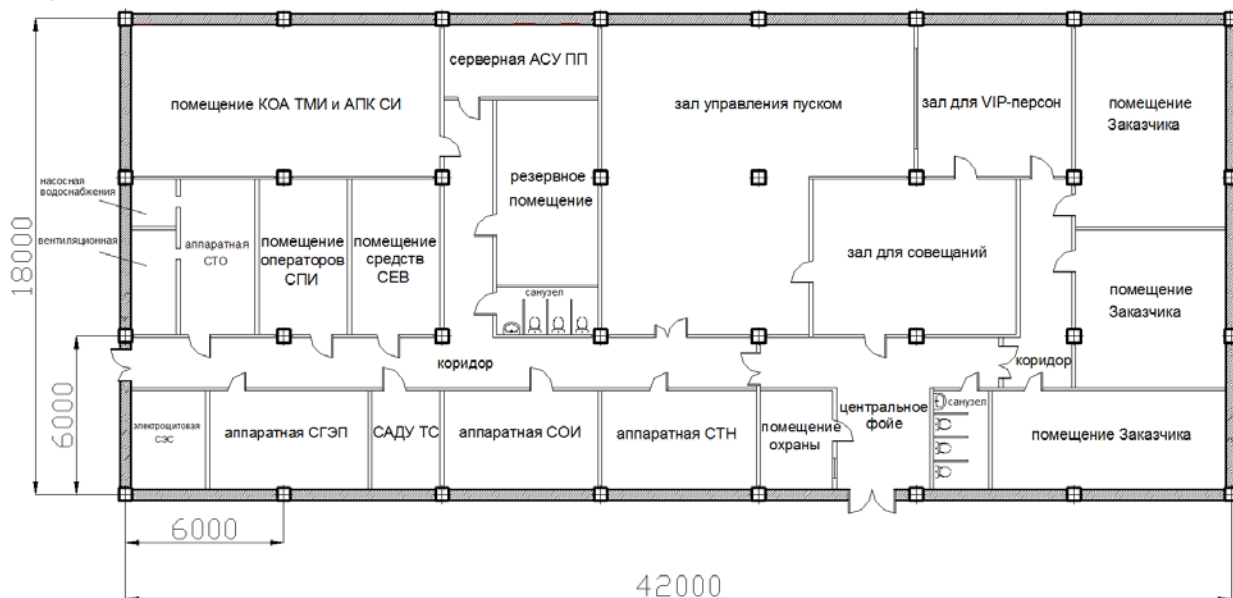 серверная АСУ ПП
помещение КОА ТМИ и АПК СИ
зал управления пуском
зал для VIP-персон
помещение
Заказчика
насосная
водоснабжения
вентиляционная
аппаратная
СТО
помещение
операторов
СПИ
помещение
средств
СЕВ
резервное
помещение
санузел
зал для совещаний
помещение
Заказчика
коридор
коридор
электрощитовая
СЭС
аппаратная СГЭП
САДУ ТС
аппаратная СОИ
аппаратная СТН
помещение
охраны
центральное
фойе
санузел
помещение Заказчика
18000
6000
6000
42000